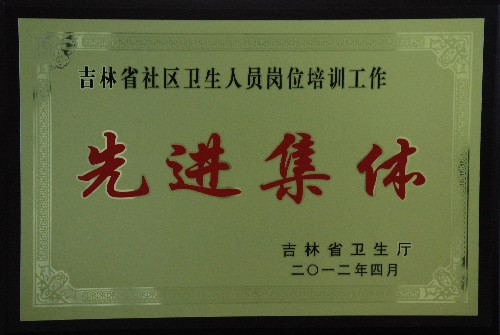 吉林省社区卫生人员岗位培训工作
先进集体
吉林省卫生厅
二〇一二年四月